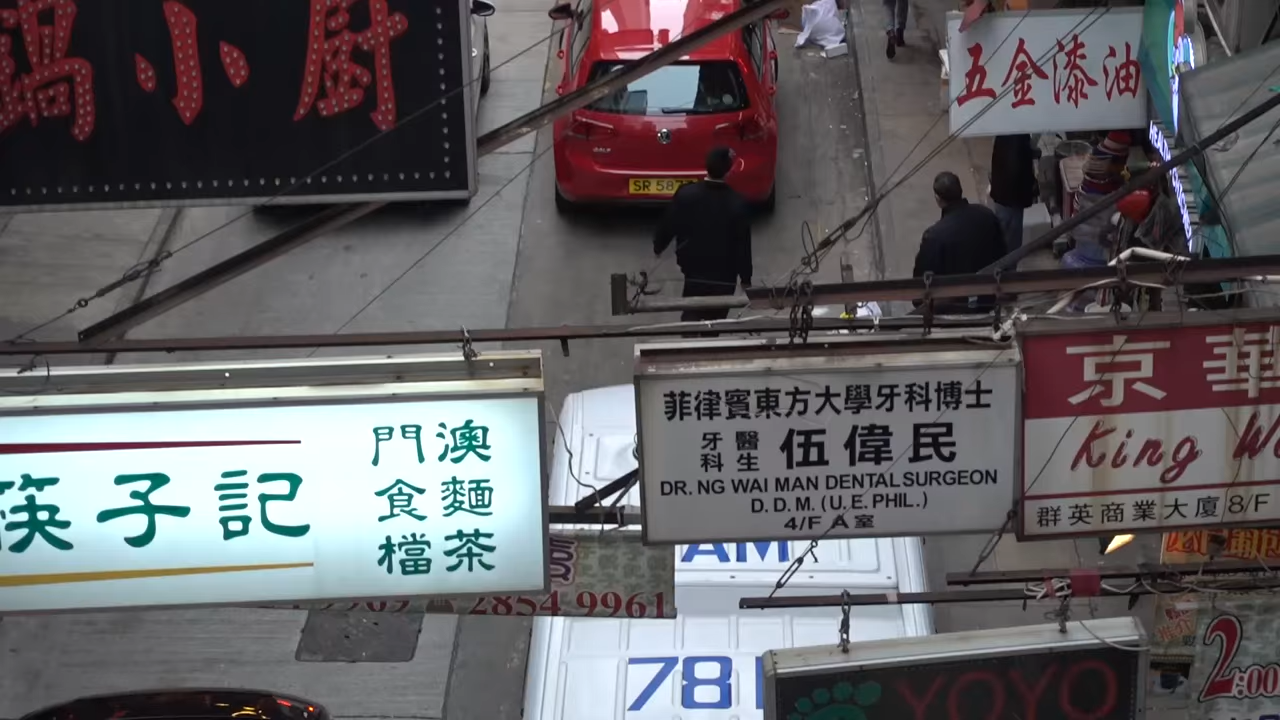 鍋小厨
五金漆油
SR 587
筷子記
澳門
麵食
茶檔
菲律賓東方大學牙科博士
牙科醫生 伍偉民
DR. NG WAI MAN DENTAL SURGEON
D.D.M. (U.E. PHIL.)
4/F A室
京華
King W
群英商業大廈 8/F
AM
2854 9961
78
YOYO
2:00